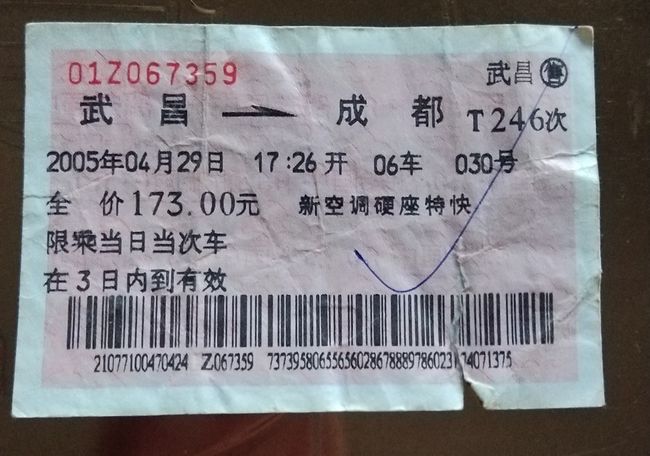 01Z067359
武昌售
武昌 → 成都 T246次
2005年04月29日 17:26开 06车 030号
全 价173.00元 新空调硬座特快
限乘当日当次车
在3日内到有效
21077100470424 Z067359